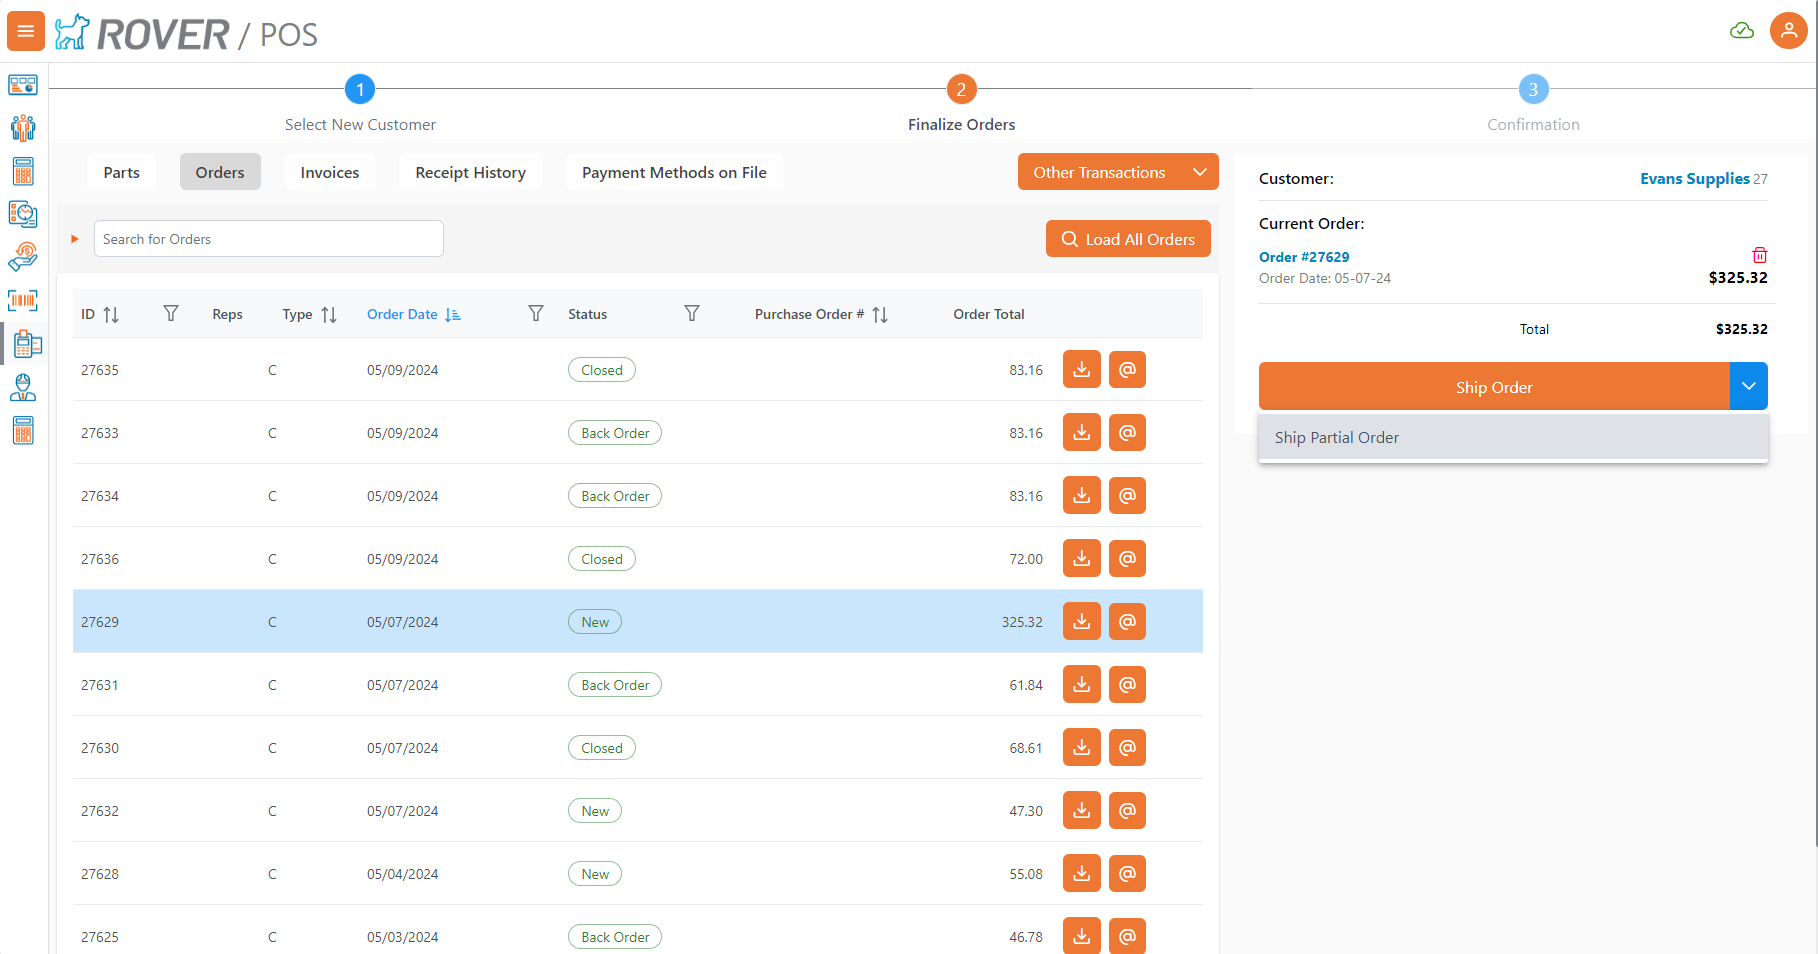 ROVER / POS
1
2
3
Select New Customer
Finalize Orders
Confirmation
Parts
Orders
Invoices
Receipt History
Payment Methods on File
Other Transactions
Search for Orders
Load All Orders
ID Reps Type Order Date Status Purchase Order # Order Total
27635 C 05/09/2024 Closed 83.16 @
27633 C 05/09/2024 Back Order 83.16 @
27634 C 05/09/2024 Back Order 83.16 @
27636 C 05/09/2024 Closed 72.00 @
27629 C 05/07/2024 New 325.32 @
27631 C 05/07/2024 Back Order 61.84 @
27630 C 05/07/2024 Closed 68.61 @
27632 C 05/07/2024 New 47.30 @
27628 C 05/04/2024 New 55.08 @
27625 C 05/03/2024 Back Order 46.78 @
Customer: Evans Supplies 27
Current Order:
Order #27629
Order Date: 05-07-24 $325.32
Total $325.32
Ship Order
Ship Partial Order